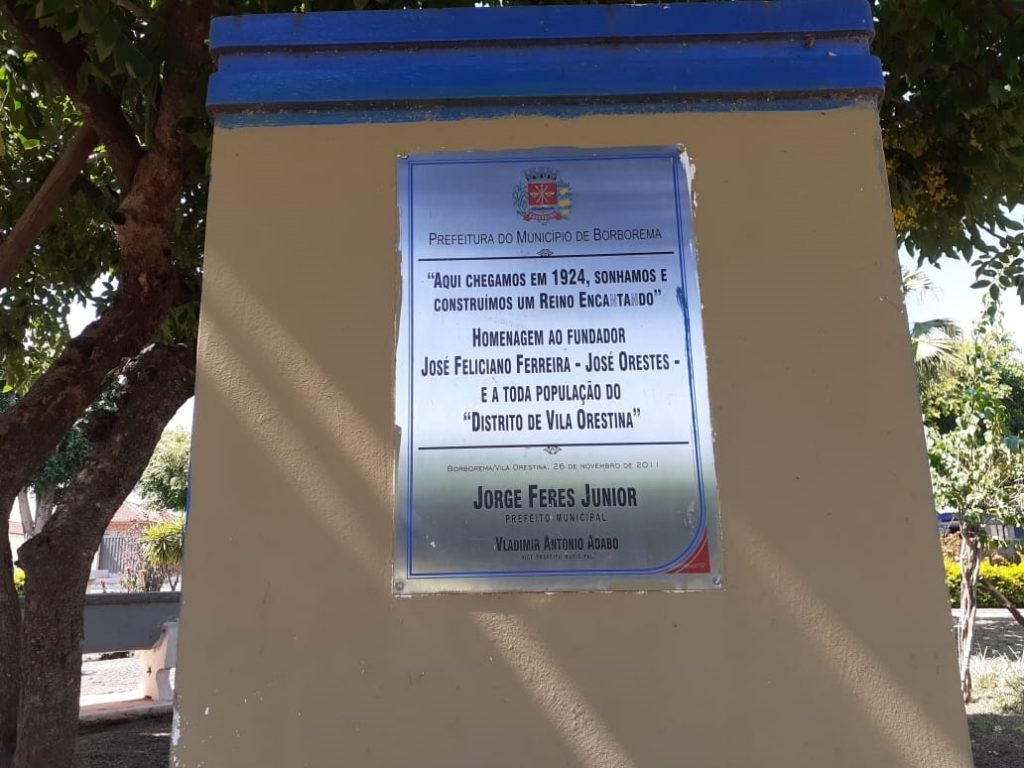 PREFEITURA DO MUNICÍPIO DE BORBOREMA
“AQUI CHEGAMOS EM 1924, SONHAMOS E
CONSTRUÍMOS UM REINO ENCANTANDO”
HOMENAGEM AO FUNDADOR
JOSÉ FELICIANO FERREIRA - JOSÉ ORESTES -
E A TODA POPULAÇÃO DO
“DISTRITO DE VILA ORESTINA”
BORBOREMA/VILA ORESTINA, 26 DE NOVEMBRO DE 2011
JORGE FERES JUNIOR
PREFEITO MUNICIPAL
VLADIMIR ANTONIO ADABO
VICE PREFEITO MUNICIPAL